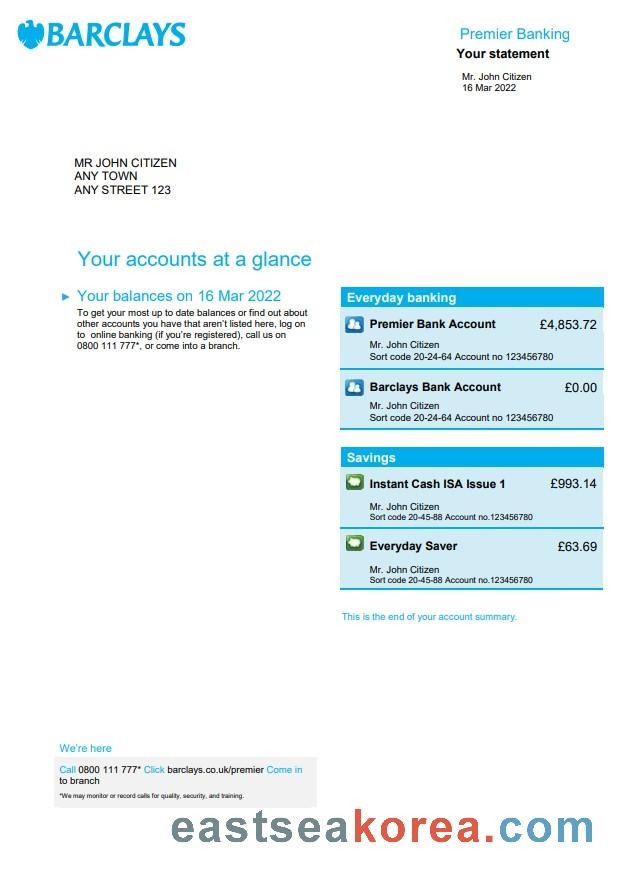 BARCLAYS
Premier Banking
Your statement
Mr. John Citizen
16 Mar 2022
MR JOHN CITIZEN
ANY TOWN
ANY STREET 123
Your accounts at a glance
Your balances on 16 Mar 2022
To get your most up to date balances or find out about
other accounts you have that aren't listed here, log on
to online banking (if you're registered), call us on
0800 111 777*, or come into a branch.
Everyday banking
Premier Bank Account £4,853.72
Mr. John Citizen
Sort code 20-24-64 Account no 123456780
Barclays Bank Account £0.00
Mr. John Citizen
Sort code 20-24-64 Account no 123456780
Savings
Instant Cash ISA Issue 1 £993.14
Mr. John Citizen
Sort code 20-45-88 Account no.123456780
Everyday Saver £63.69
Mr. John Citizen
Sort code 20-45-88 Account no.123456780
This is the end of your account summary.
We're here
Call 0800 111 777* Click barclays.co.uk/premier Come in
to branch
*We may monitor or record calls for quality, security, and training.
eastseakorea.com